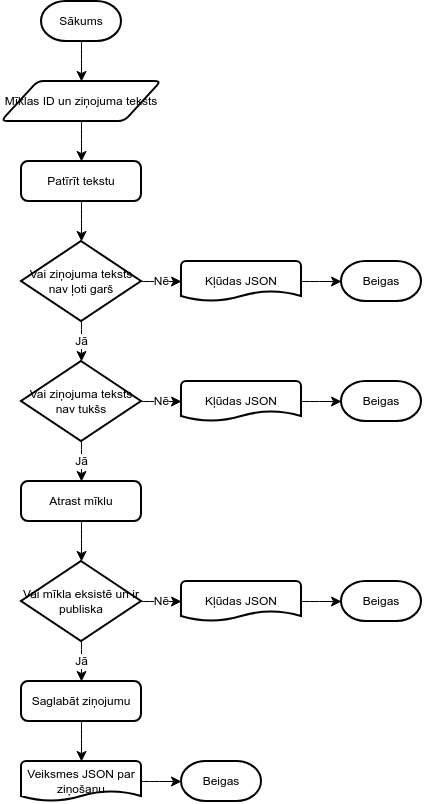 Sākums
Mīklas ID un ziņojuma teksts
Patīrīt tekstu
Vai ziņojuma teksts
nav ļoti garš
Nē
Kļūdas JSON
Beigas
Jā
Vai ziņojuma teksts
nav tukšs
Nē
Kļūdas JSON
Beigas
Jā
Atrast mīklu
Vai mīkla eksistē un ir
publiska
Nē
Kļūdas JSON
Beigas
Jā
Saglabāt ziņojumu
Veiksmes JSON par
ziņošanu
Beigas